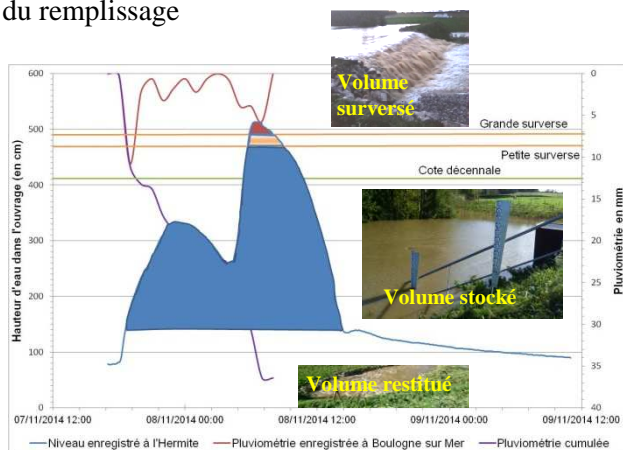 du remplissage
Volume
surversé
600
500
400
300
200
100
0
Hauteur d'eau dans l'ouvrage (en cm)
Grande surverse
Petite surverse
Cote décennale
Volume stocké
Volume restitué
0
5
10
15
20
25
30
35
40
Pluviométrie en mm
07/11/2014 12:00
08/11/2014 00:00
08/11/2014 12:00
09/11/2014 00:00
09/11/2014 12:00
Niveau enregistré à l'Hermite
Pluviométrie enregistrée à Boulogne sur Mer
Pluviométrie cumulée